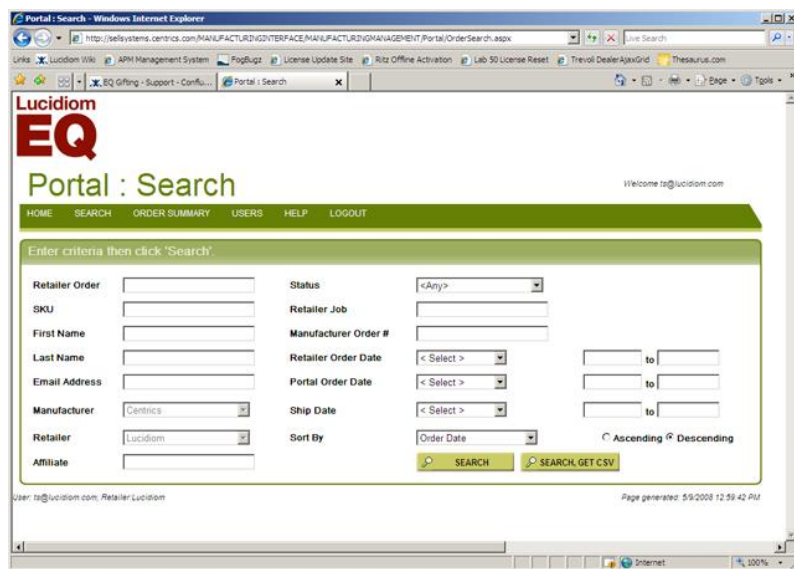 Portal : Search - Windows Internet Explorer
http://sellsystems.centrics.com/MANUFACTURINGINTERFACE/MANUFACTURINGMANAGEMENT/Portal/OrderSearch.aspx Live Search
Links Lucidiom Wiki APM Management System FogBugz License Update Site Ritz Offline Activation Lab 50 License Reset Trevoli DealerAjaxGrid Thesaurus.com
EQ Gifting - Support - Conflu... Portal : Search Page Tools
Lucidiom
EQ
Portal : Search
Welcome ts@lucidiom.com
HOME SEARCH ORDER SUMMARY USERS HELP LOGOUT
Enter criteria then click 'Search'.
Retailer Order Status <Any>
SKU Retailer Job
First Name Manufacturer Order #
Last Name Retailer Order Date < Select > to
Email Address Portal Order Date < Select > to
Manufacturer Centrics Ship Date < Select > to
Retailer Lucidiom Sort By Order Date Ascending Descending
Affiliate SEARCH SEARCH, GET CSV
User: ts@lucidiom.com, Retailer Lucidiom Page generated: 5/9/2008 12:59:42 PM
Internet 100%